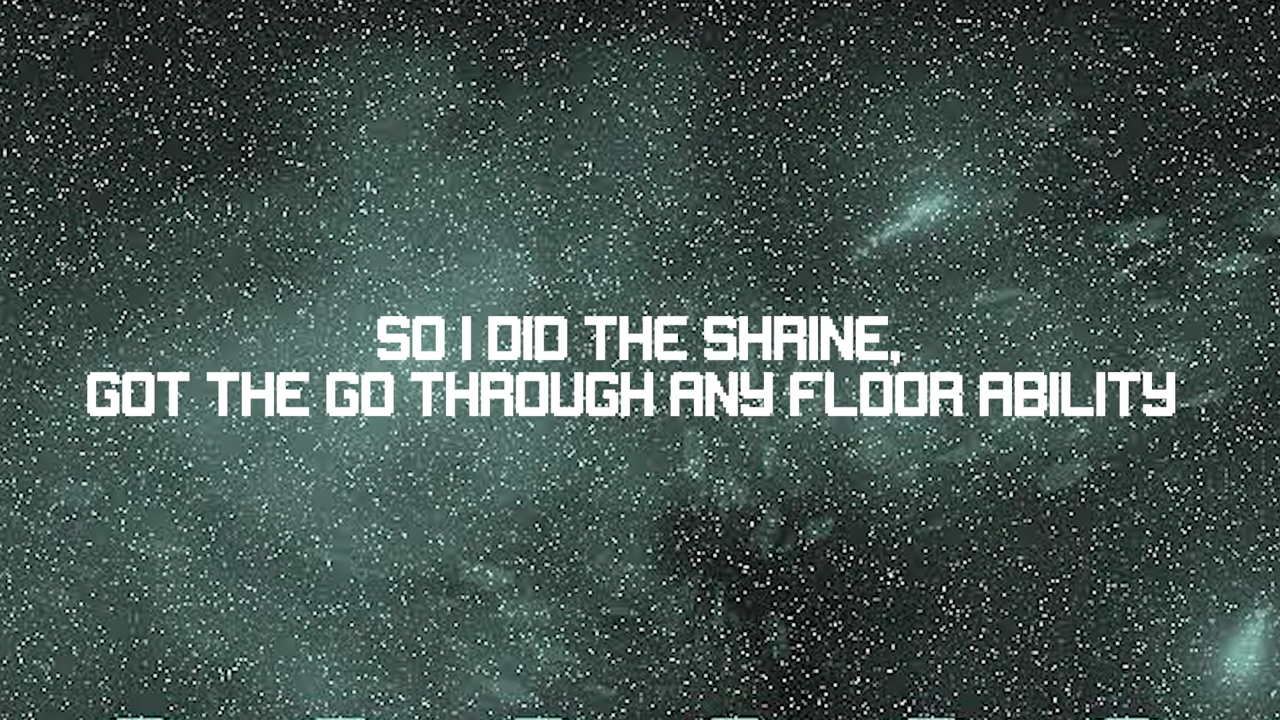 SO I DID THE SHRINE,
GOT THE GO THROUGH ANY FLOOR ABILITY